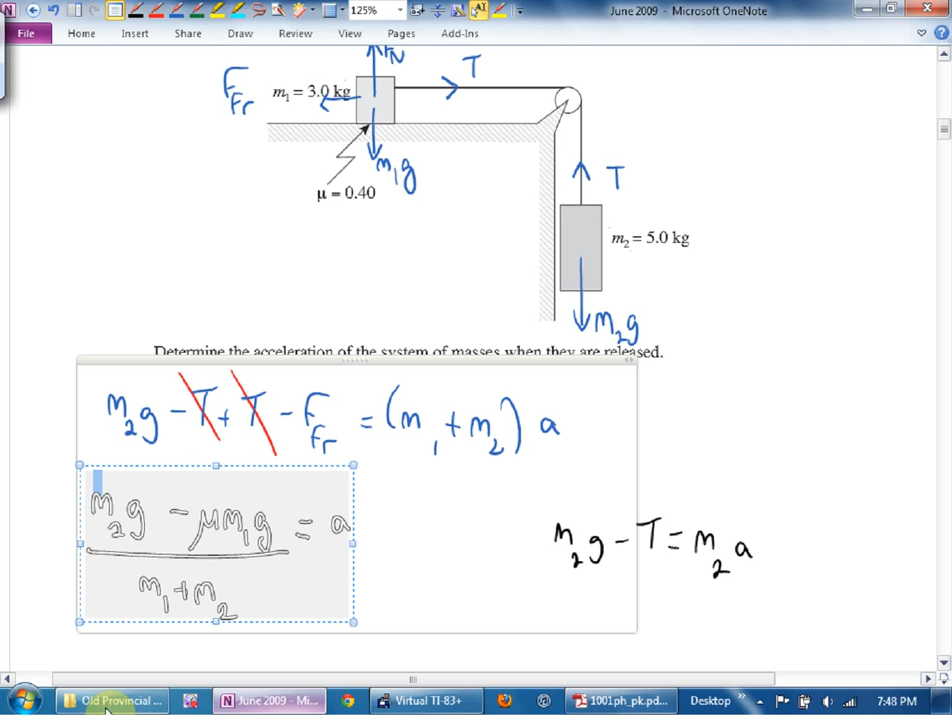 June 2009 - Microsoft OneNote
125%
File Home Insert Share Draw Review View Pages Add-Ins
FN
T
F Fr
m₁ = 3.0 kg
m₁g
μ = 0.40
T
m₂ = 5.0 kg
m₂g
Determine the acceleration of the system of masses when they are released.
m₂g - T + T - F Fr = (m₁ + m₂) a
m₂g - μm₁g = a
m₁ + m₂
m₂g - T = m₂a
Old Provincial ... June 2009 - Mi... Virtual TI-83+ 1001ph_pk.pd... Desktop 7:48 PM